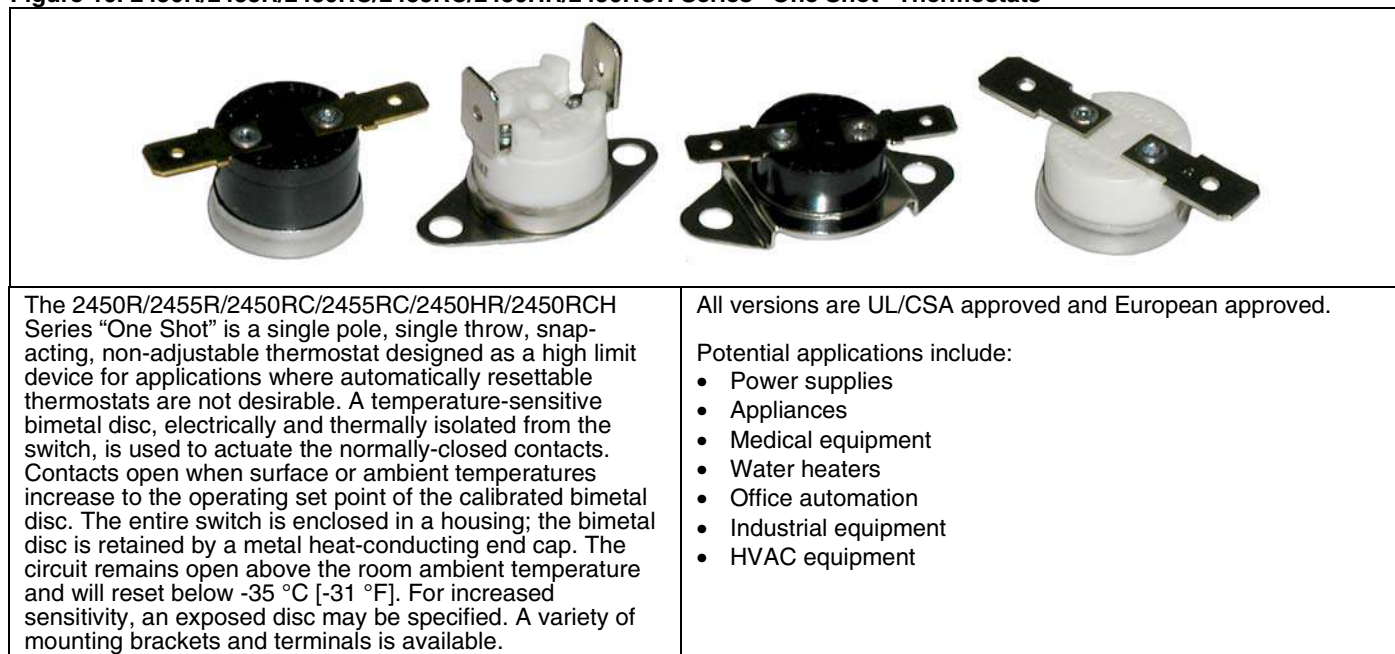 The 2450R/2455R/2450RC/2455RC/2450HR/2450RCH
Series “One Shot” is a single pole, single throw, snap-
acting, non-adjustable thermostat designed as a high limit
device for applications where automatically resettable
thermostats are not desirable. A temperature-sensitive
bimetal disc, electrically and thermally isolated from the
switch, is used to actuate the normally-closed contacts.
Contacts open when surface or ambient temperatures
increase to the operating set point of the calibrated bimetal
disc. The entire switch is enclosed in a housing; the bimetal
disc is retained by a metal heat-conducting end cap. The
circuit remains open above the room ambient temperature
and will reset below -35 °C [-31 °F]. For increased
sensitivity, an exposed disc may be specified. A variety of
mounting brackets and terminals is available.
All versions are UL/CSA approved and European approved.
Potential applications include:
• Power supplies
• Appliances
• Medical equipment
• Water heaters
• Office automation
• Industrial equipment
• HVAC equipment